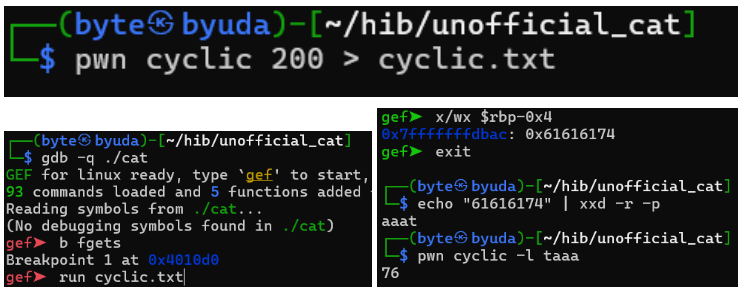 ┌──(byte㉿byuda)-[~/hib/unofficial_cat]
└─$ pwn cyclic 200 > cyclic.txt
┌──(byte㉿byuda)-[~/hib/unofficial_cat]
└─$ gdb -q ./cat
GEF for linux ready, type `gef' to start,
93 commands loaded and 5 functions added
Reading symbols from ./cat...
(No debugging symbols found in ./cat)
gef➤ b fgets
Breakpoint 1 at 0x4010d0
gef➤ run cyclic.txt
gef➤ x/wx $rbp-0x4
0x7fffffffdbac: 0x61616174
gef➤ exit
┌──(byte㉿byuda)-[~/hib/unofficial_cat]
└─$ echo "61616174" | xxd -r -p
aaat
┌──(byte㉿byuda)-[~/hib/unofficial_cat]
└─$ pwn cyclic -l taaa
76